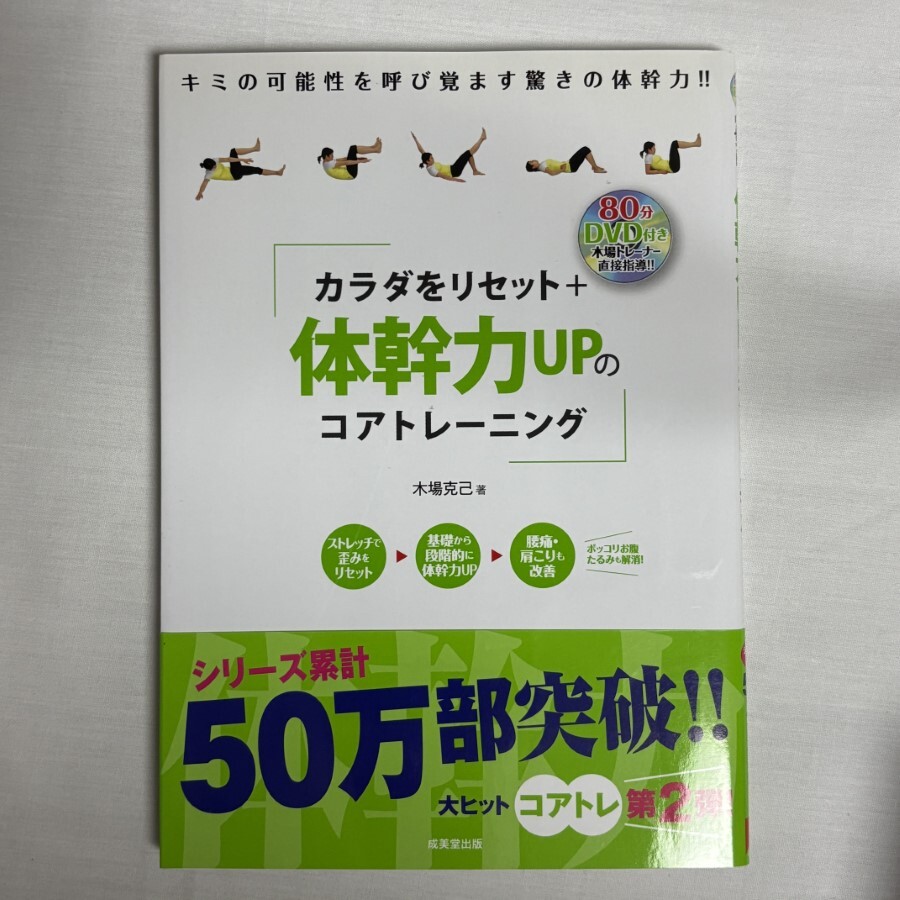 キミの可能性を呼び覚ます驚きの体幹力!!
80分
DVD付き
木場トレーナー
直接指導!!
カラダをリセット+
体幹力UPの
コアトレーニング
木場克己 著
ストレッチで
歪みを
リセット
基礎から
段階的に
体幹力UP
腰痛・
肩こりも
改善
ポッコリお腹
たるみも解消!
シリーズ累計
50万部突破!!
大ヒット コアトレ 第2弾!
成美堂出版